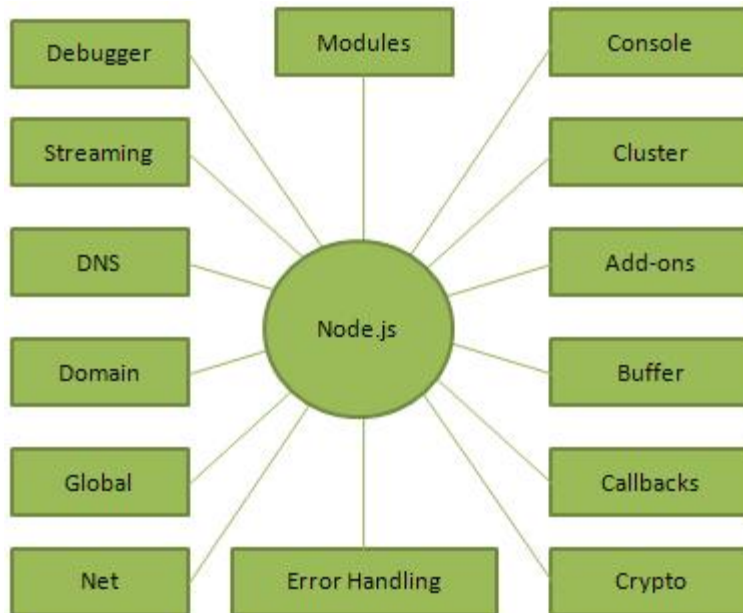 Debugger
Modules
Console
Streaming
Cluster
DNS
Add-ons
Node.js
Domain
Buffer
Global
Callbacks
Net
Error Handling
Crypto